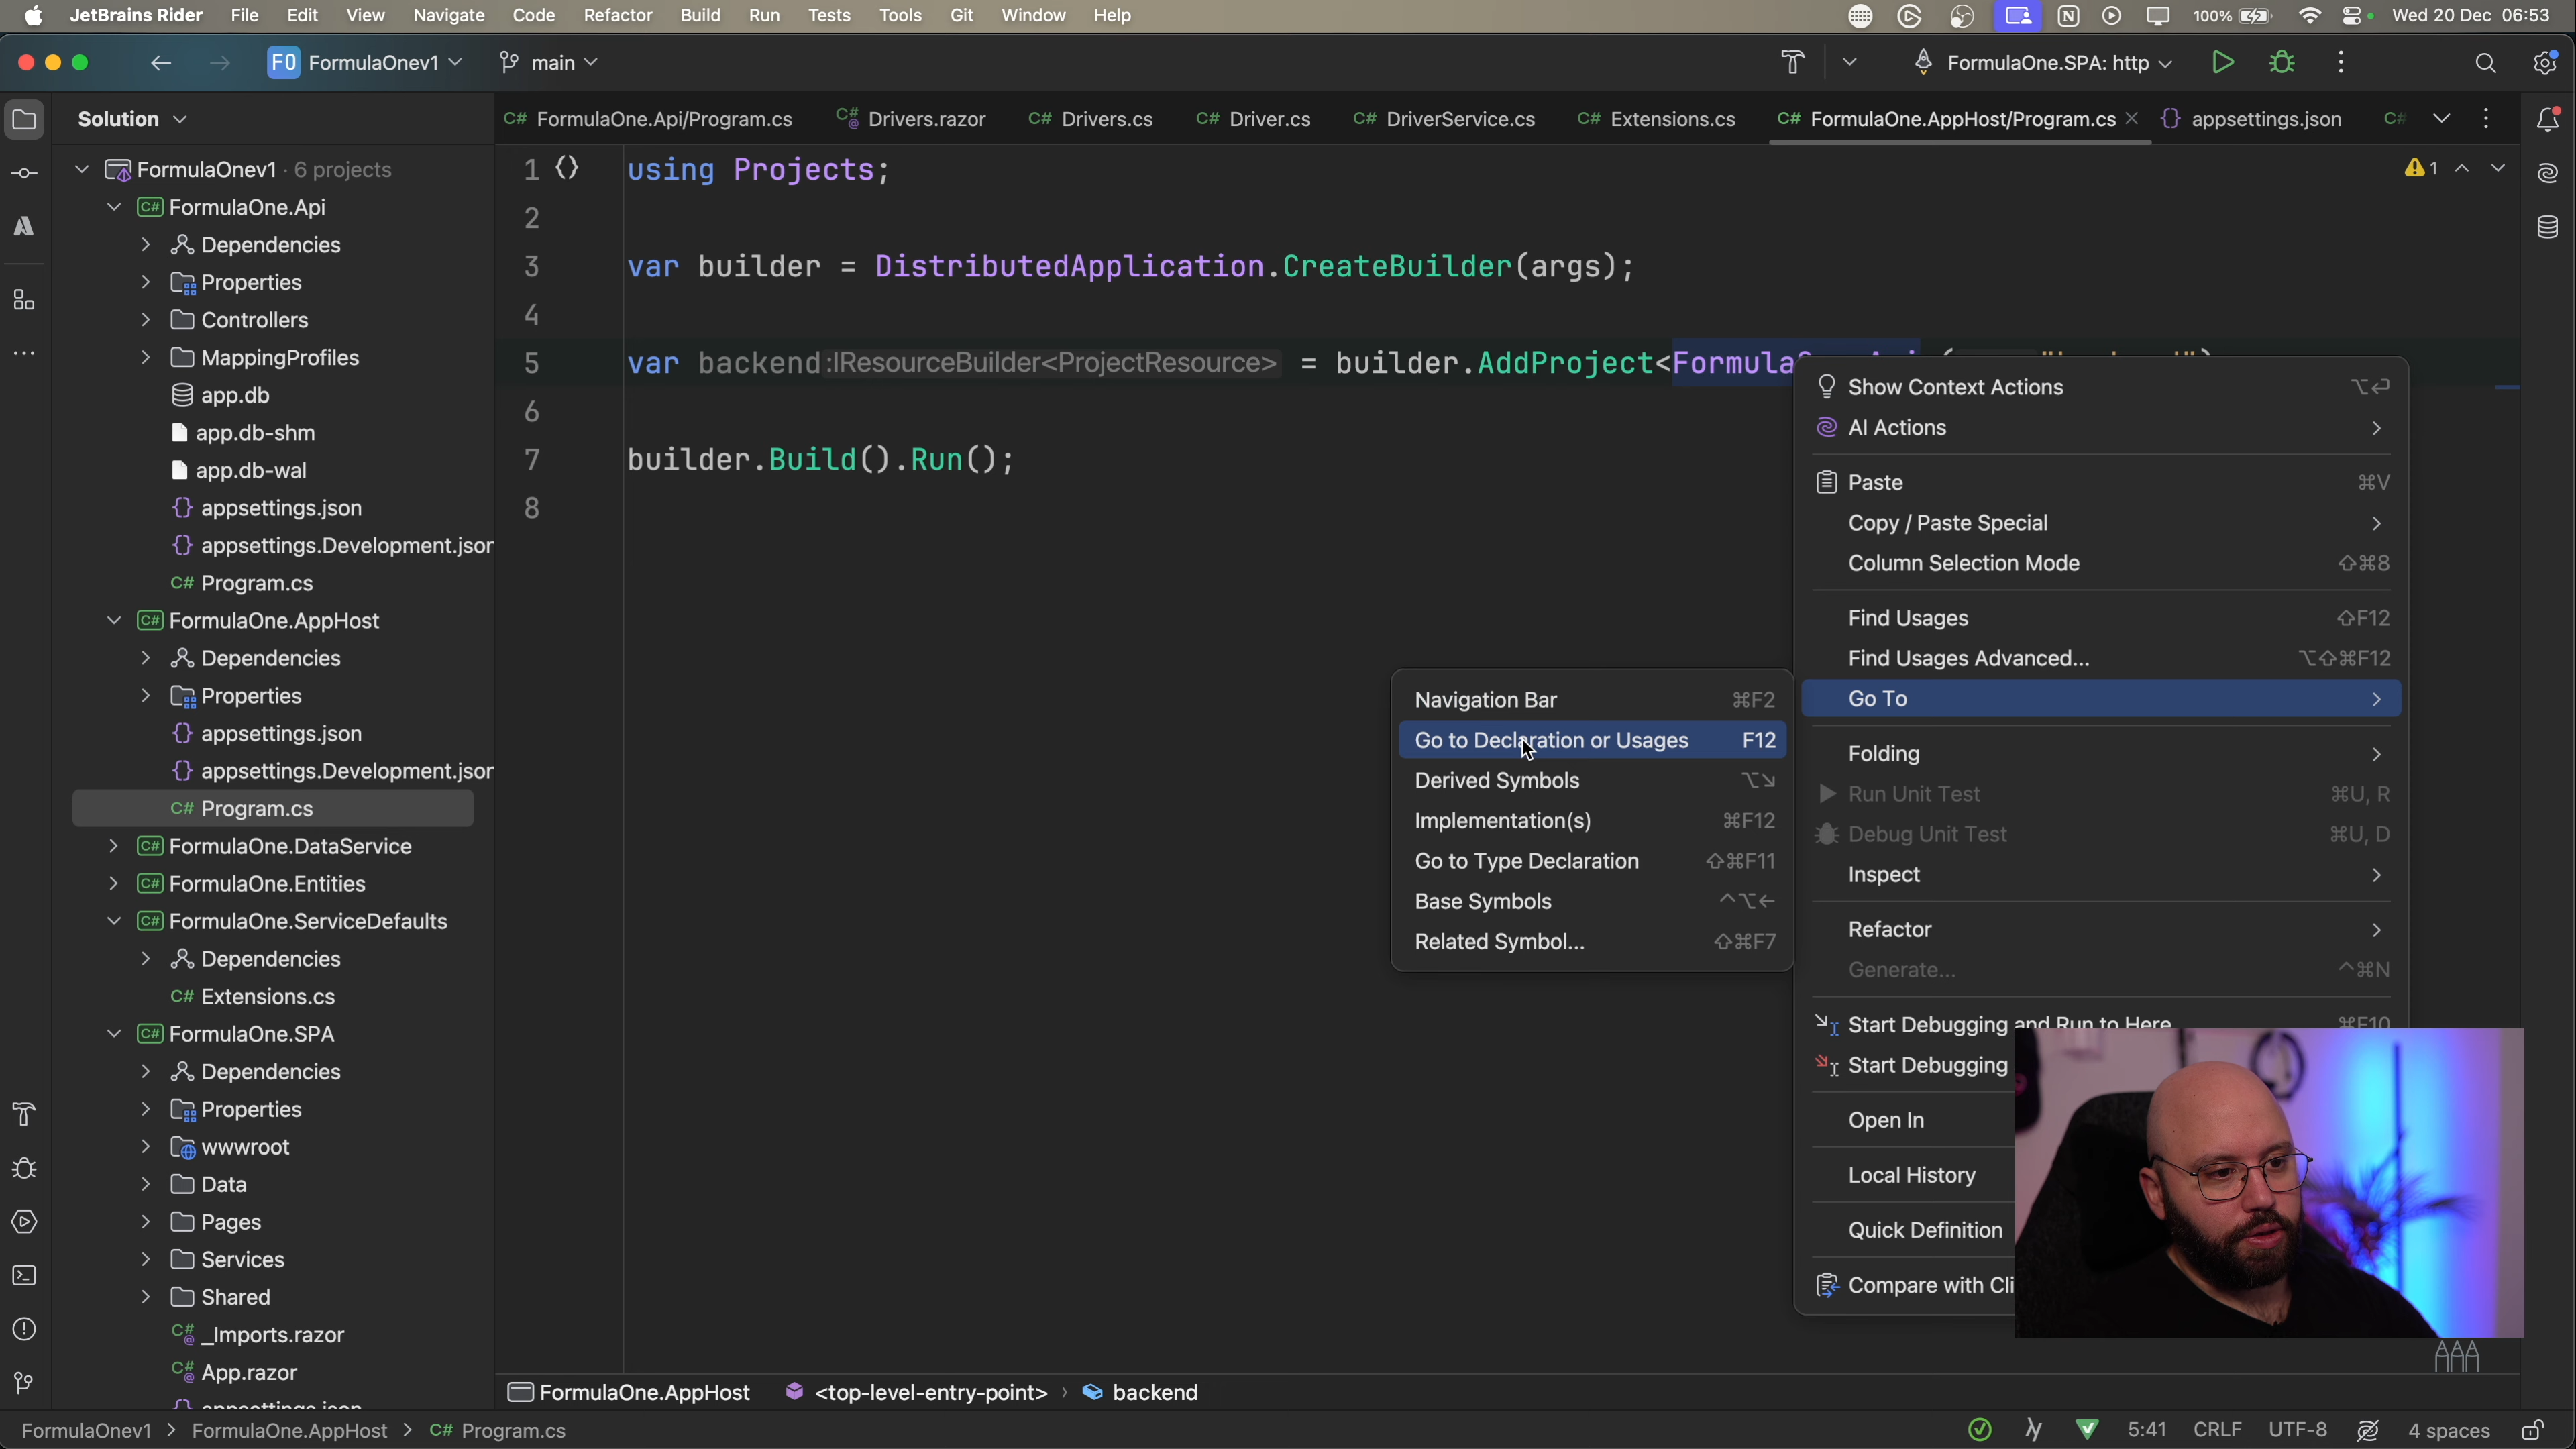 JetBrains Rider File Edit View Navigate Code Refactor Build Run Tests Tools Git Window Help 100% Wed 20 Dec 06:53
F0 FormulaOnev1 main FormulaOne.SPA: http
Solution
C# FormulaOne.Api/Program.cs C# Drivers.razor C# Drivers.cs C# Driver.cs C# DriverService.cs C# Extensions.cs C# FormulaOne.AppHost/Program.cs {} appsettings.json C#
FormulaOnev1 · 6 projects
C# FormulaOne.Api
Dependencies
Properties
Controllers
MappingProfiles
app.db
app.db-shm
app.db-wal
{} appsettings.json
{} appsettings.Development.json
C# Program.cs
C# FormulaOne.AppHost
Dependencies
Properties
{} appsettings.json
{} appsettings.Development.json
C# Program.cs
C# FormulaOne.DataService
C# FormulaOne.Entities
C# FormulaOne.ServiceDefaults
Dependencies
C# Extensions.cs
C# FormulaOne.SPA
Dependencies
Properties
wwwroot
Data
Pages
Services
Shared
C# _Imports.razor
C# App.razor
{} appsettings.json
1 {} using Projects;
2
3 var builder = DistributedApplication.CreateBuilder(args);
4
5 var backend :IResourceBuilder<ProjectResource> = builder.AddProject<Formula
6
7 builder.Build().Run();
8
1
Show Context Actions ⌥⏎
AI Actions
Paste ⌘V
Copy / Paste Special
Column Selection Mode ⇧⌘8
Find Usages ⇧F12
Find Usages Advanced... ⌥⇧⌘F12
Go To
Folding
Run Unit Test ⌘U, R
Debug Unit Test ⌘U, D
Inspect
Refactor
Generate... ^⌘N
Start Debugging and Run to Here ⌘F10
Start Debugging
Open In
Local History
Quick Definition
Compare with Cli
Navigation Bar ⌘F2
Go to Declaration or Usages F12
Derived Symbols ⌥↘
Implementation(s) ⌘F12
Go to Type Declaration ⇧⌘F11
Base Symbols ^⌥←
Related Symbol... ⇧⌘F7
FormulaOne.AppHost <top-level-entry-point> › backend
FormulaOnev1 > FormulaOne.AppHost > C# Program.cs 5:41 CRLF UTF-8 4 spaces